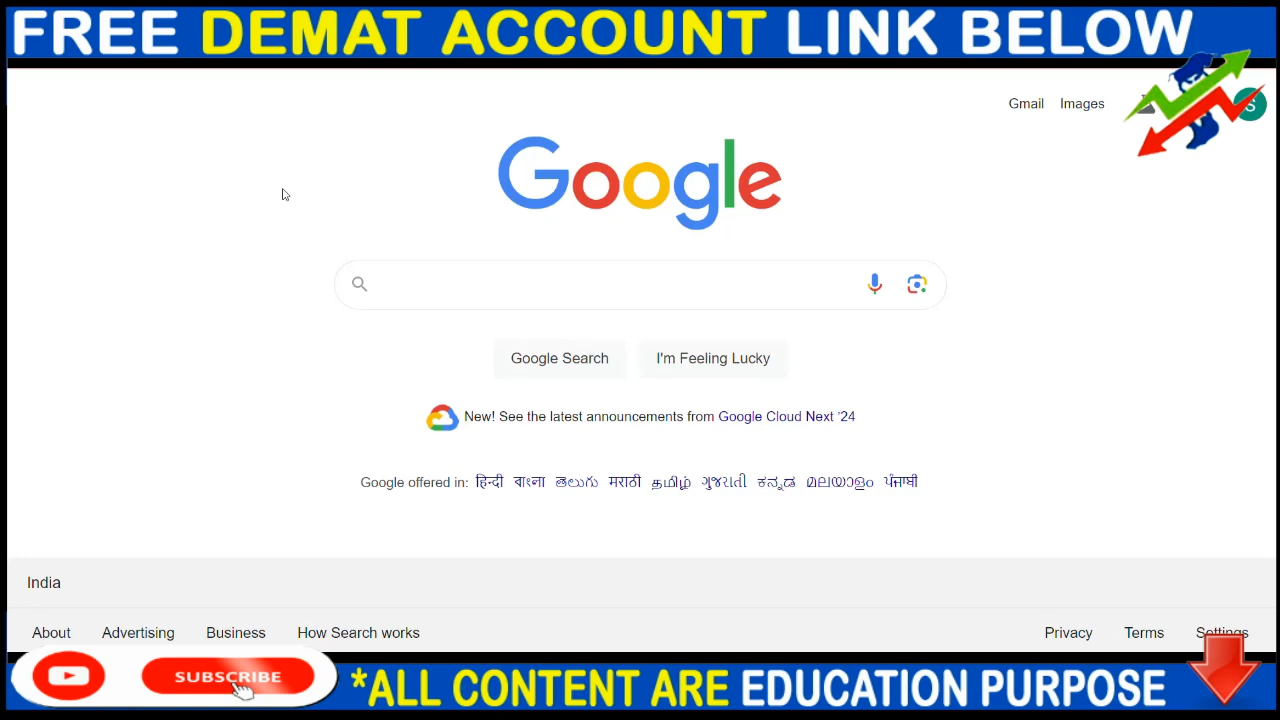 FREE DEMAT ACCOUNT LINK BELOW
Gmail Images S
Google
Google Search I'm Feeling Lucky
New! See the latest announcements from Google Cloud Next '24
Google offered in: हिन्दी বাংলা తెలుగు मराठी தமிழ் ગુજરાતી ಕನ್ನಡ മലയാളം ਪੰਜਾਬੀ
India
About Advertising Business How Search works Privacy Terms Settings
SUBSCRIBE
*ALL CONTENT ARE EDUCATION PURPOSE